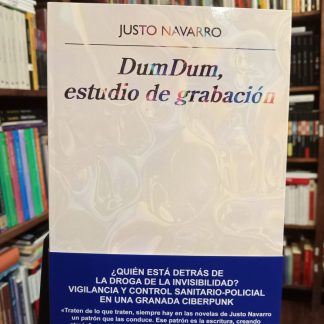 JUSTO NAVARRO
DumDum,
estudio de grabación
¿QUIÉN ESTÁ DETRÁS DE
LA DROGA DE LA INVISIBILIDAD?
VIGILANCIA Y CONTROL SANITARIO-POLICIAL
EN UNA GRANADA CIBERPUNK
«Traten de lo que traten, siempre hay en las novelas de Justo Navarro
un patrón que las conduce. Ese patrón es la escritura, creando